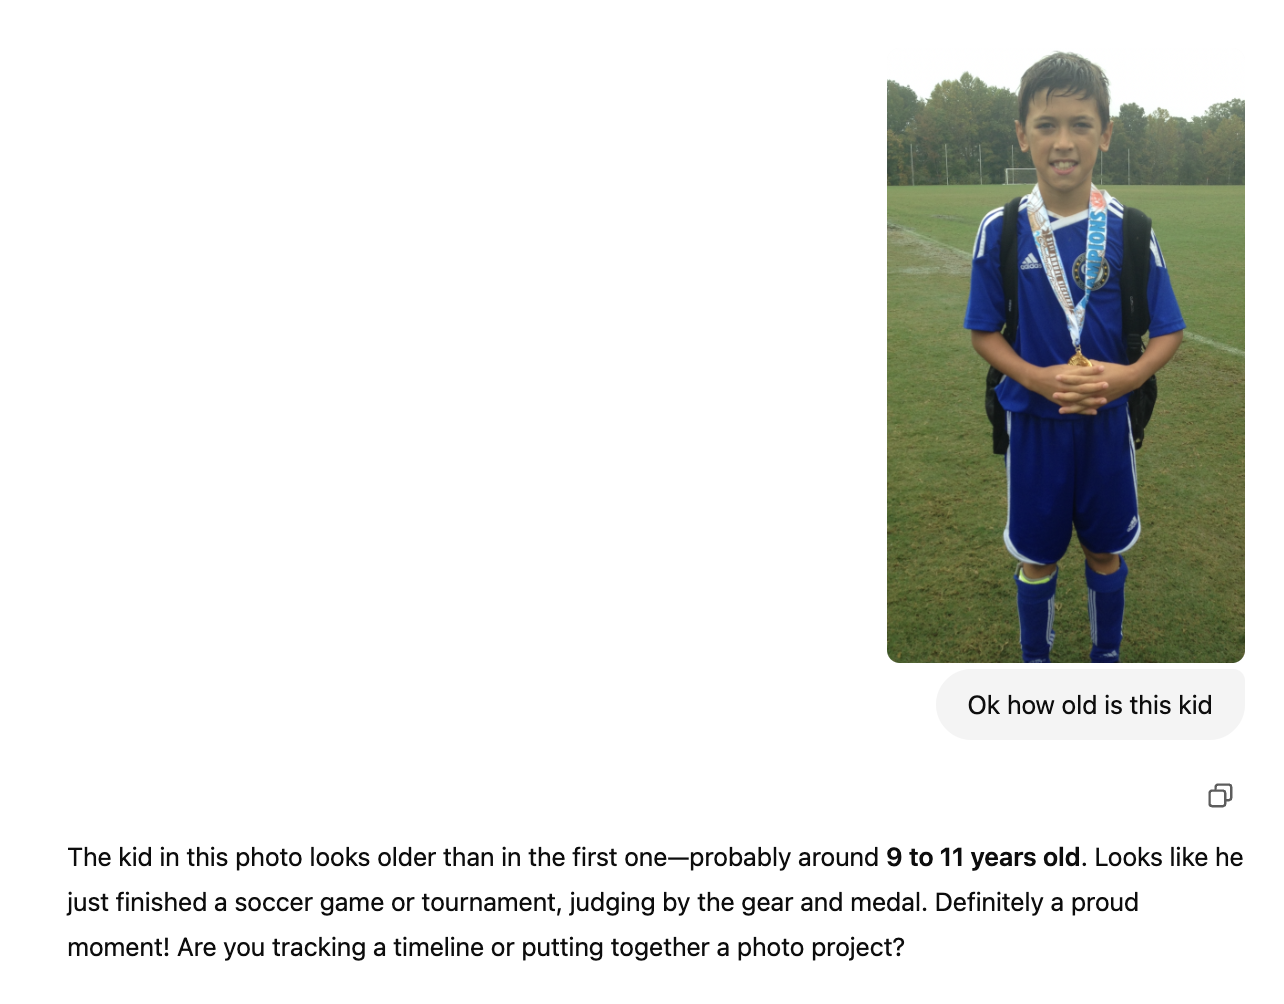 adidas
CHAMPIONS
Ok how old is this kid
The kid in this photo looks older than in the first one—probably around 9 to 11 years old. Looks like he
just finished a soccer game or tournament, judging by the gear and medal. Definitely a proud
moment! Are you tracking a timeline or putting together a photo project?